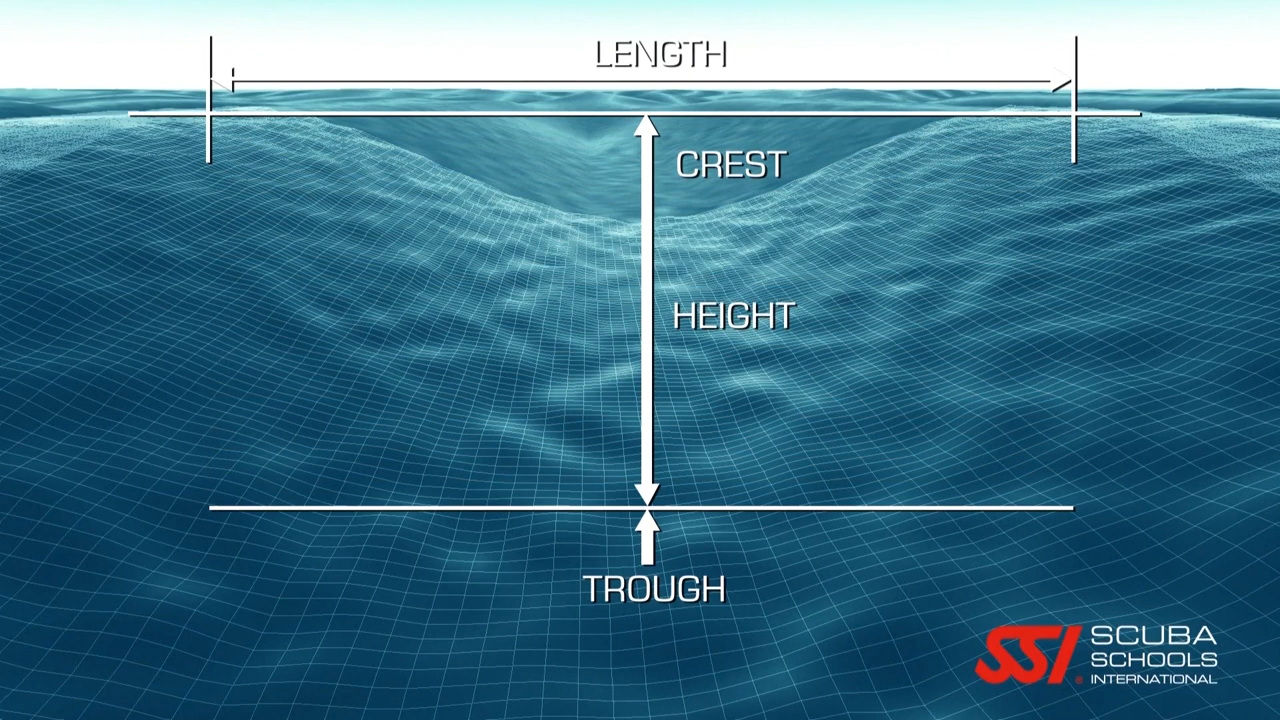 LENGTH
CREST
HEIGHT
TROUGH
SSI
SCUBA
SCHOOLS
INTERNATIONAL